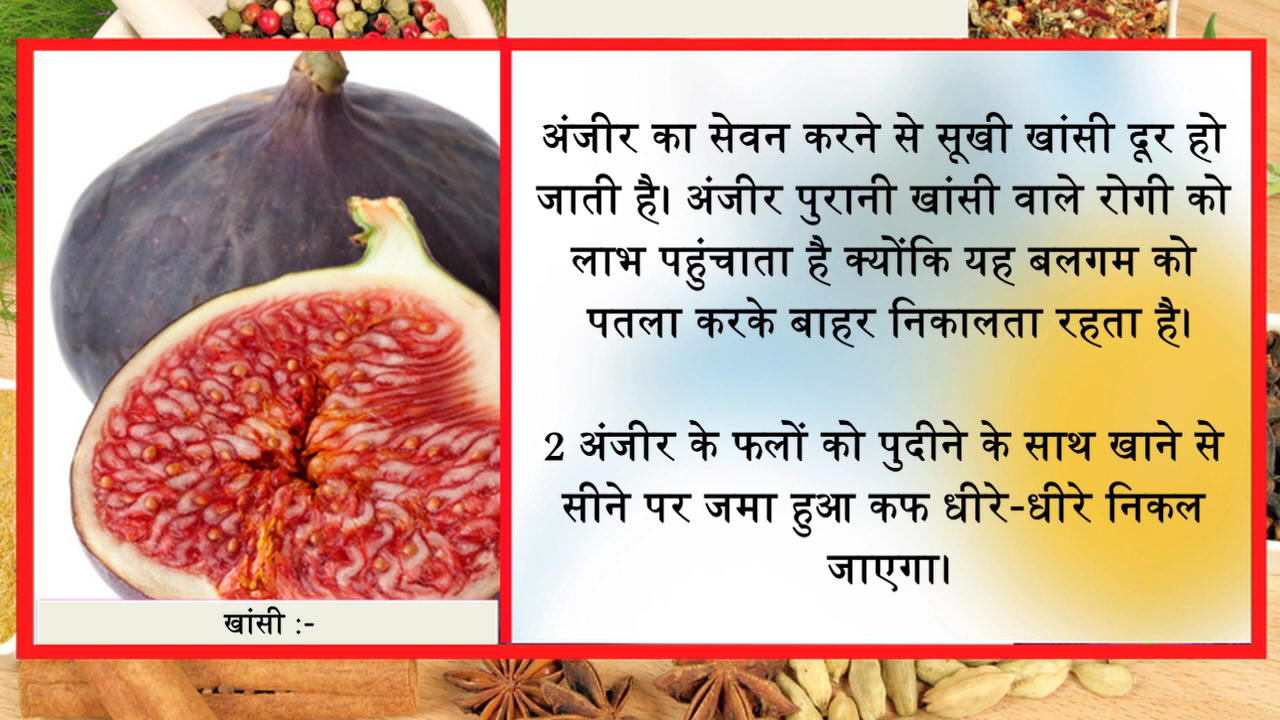 अंजीर का सेवन करने से सूखी खांसी दूर हो
जाती है। अंजीर पुरानी खांसी वाले रोगी को
लाभ पहुंचाता है क्योंकि यह बलगम को
पतला करके बाहर निकालता रहता है।
2 अंजीर के फलों को पुदीने के साथ खाने से
सीने पर जमा हुआ कफ धीरे-धीरे निकल
जाएगा।
खांसी :-